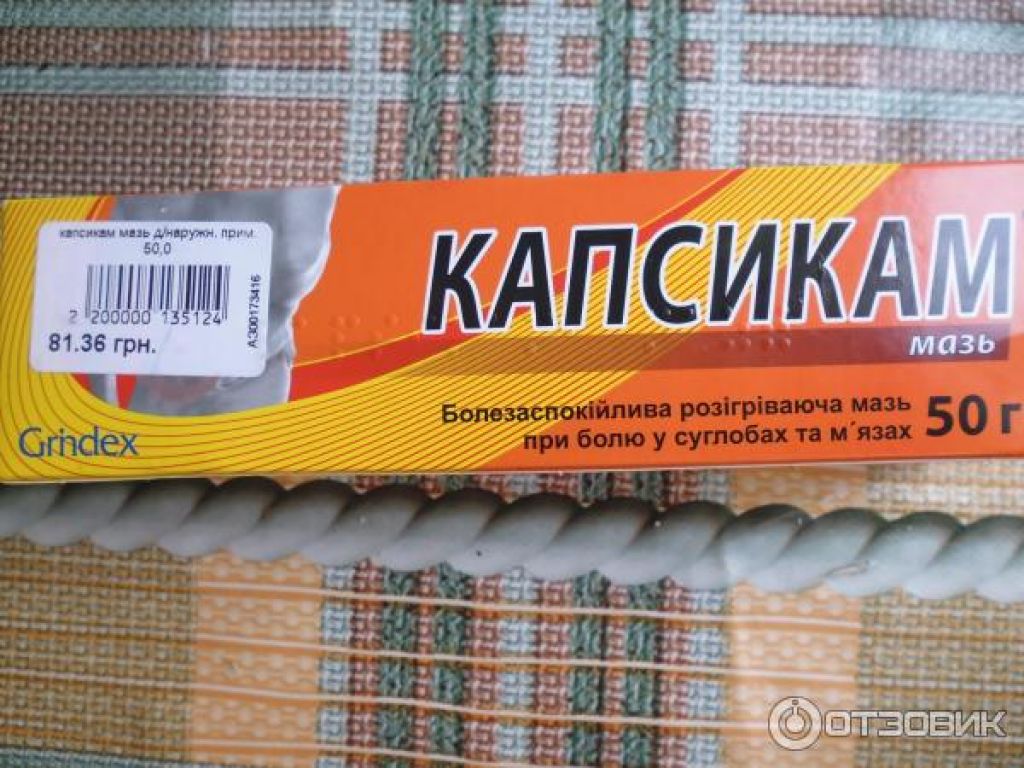 капсикам мазь д/наружн. прим.
50,0
2 200000 135124
81.36 грн.
А300173416
Grindex
КАПСИКАМ
мазь
Болезаспокійлива розігріваюча мазь
при болю у суглобах та м´язах
50 г
ОТЗОВИК